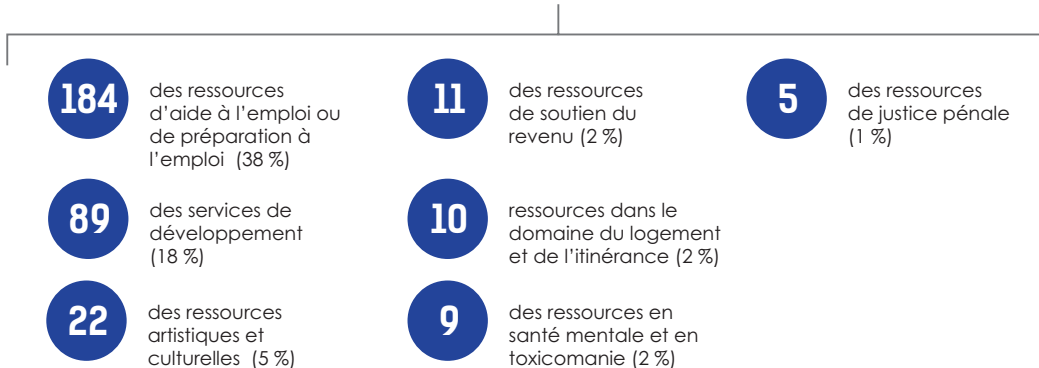 184
des ressources
d'aide à l'emploi ou
de préparation à
l'emploi (38 %)
89
des services de
développement
(18 %)
22
des ressources
artistiques et
culturelles (5 %)
11
des ressources
de soutien du
revenu (2 %)
10
ressources dans le
domaine du logement
et de l'itinérance (2 %)
9
des ressources en
santé mentale et en
toxicomanie (2 %)
5
des ressources
de justice pénale
(1 %)